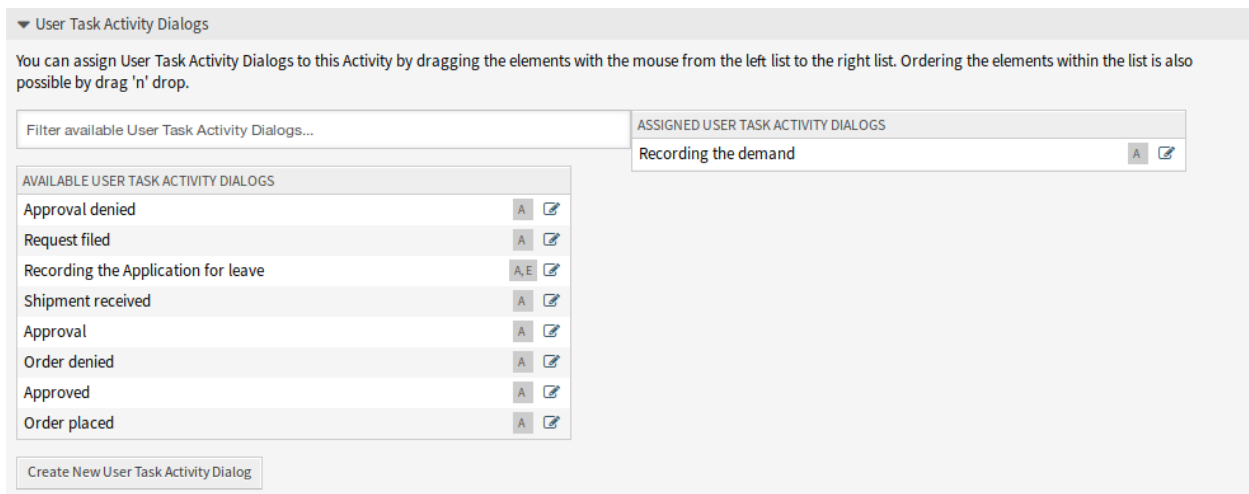 User Task Activity Dialogs
You can assign User Task Activity Dialogs to this Activity by dragging the elements with the mouse from the left list to the right list. Ordering the elements within the list is also
possible by drag 'n' drop.
Filter available User Task Activity Dialogs...
ASSIGNED USER TASK ACTIVITY DIALOGS
Recording the demand A
AVAILABLE USER TASK ACTIVITY DIALOGS
Approval denied A
Request filed A
Recording the Application for leave A, E
Shipment received A
Approval A
Order denied A
Approved A
Order placed A
Create New User Task Activity Dialog